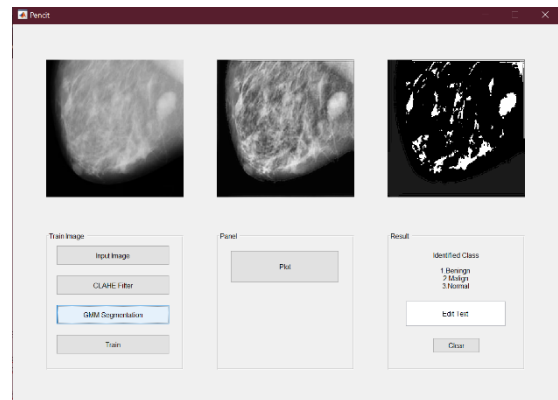 Pencit
Train Image
Input Image
CLAHE Filter
GMM Segmentation
Train
Panel
Plot
Result
Identified Class
1.Beningn
2.Malign
3.Normal
Edit Text
Clear